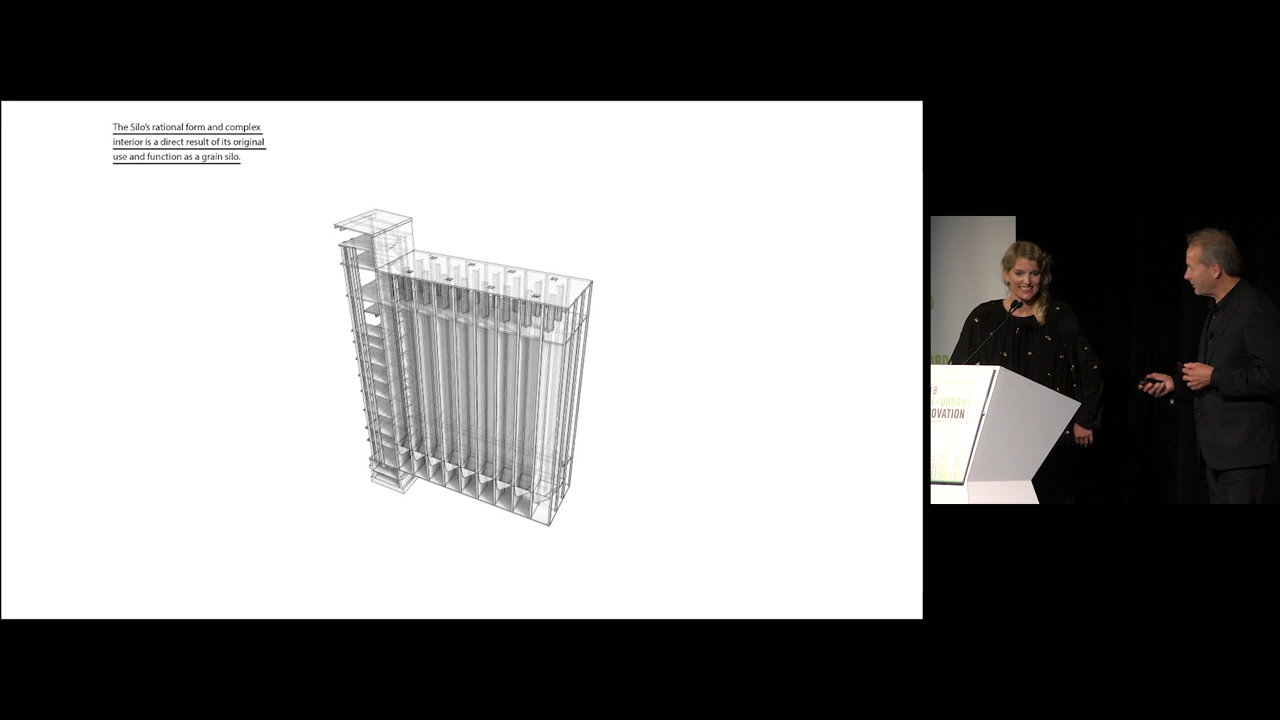 The Silo's rational form and complex
interior is a direct result of its original
use and function as a grain silo.